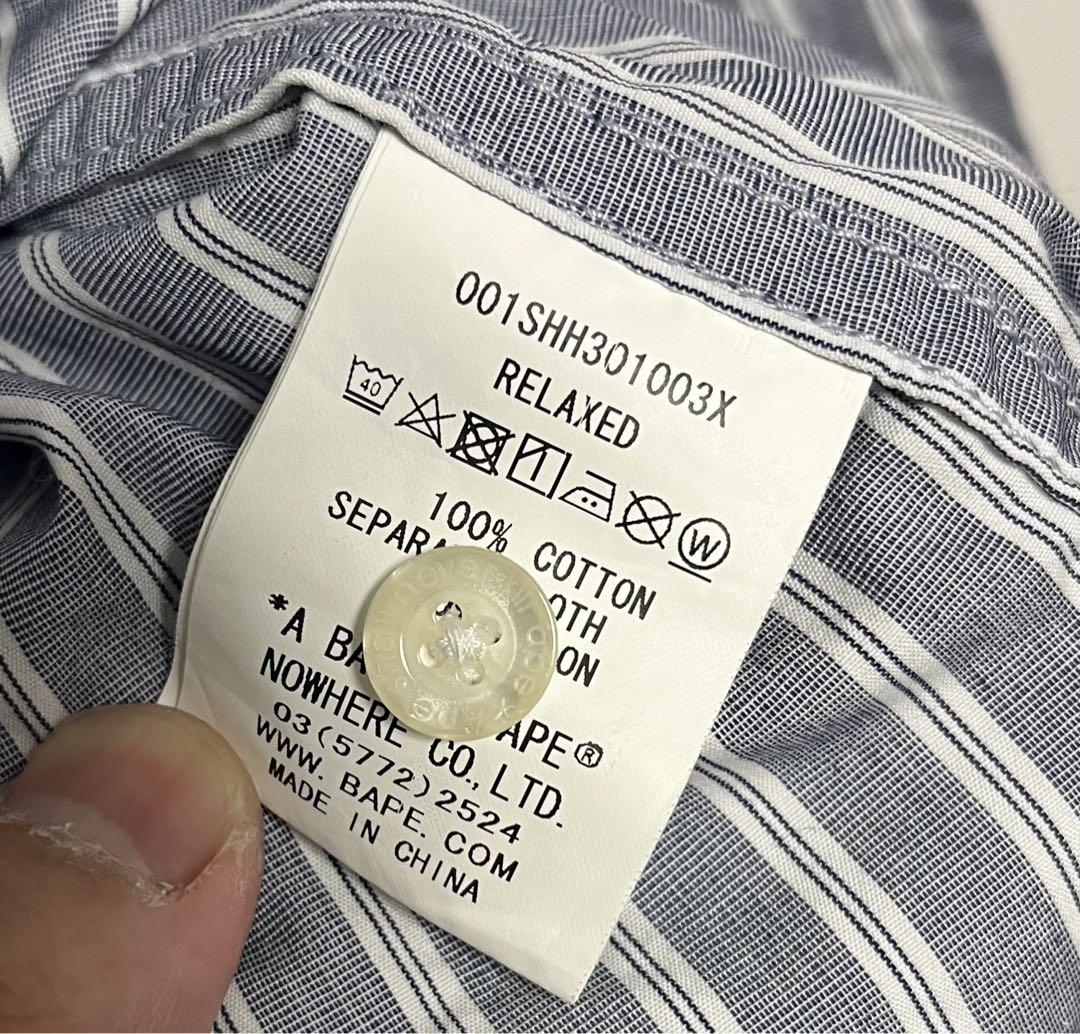 001SHH301003X
RELAXED
40
W
100% COTTON
SEPARA OTH
ON
*A BA APE®
NOWHERE CO.,LTD.
03(5772)2524
WWW.BAPE.COM
MADE IN CHINA